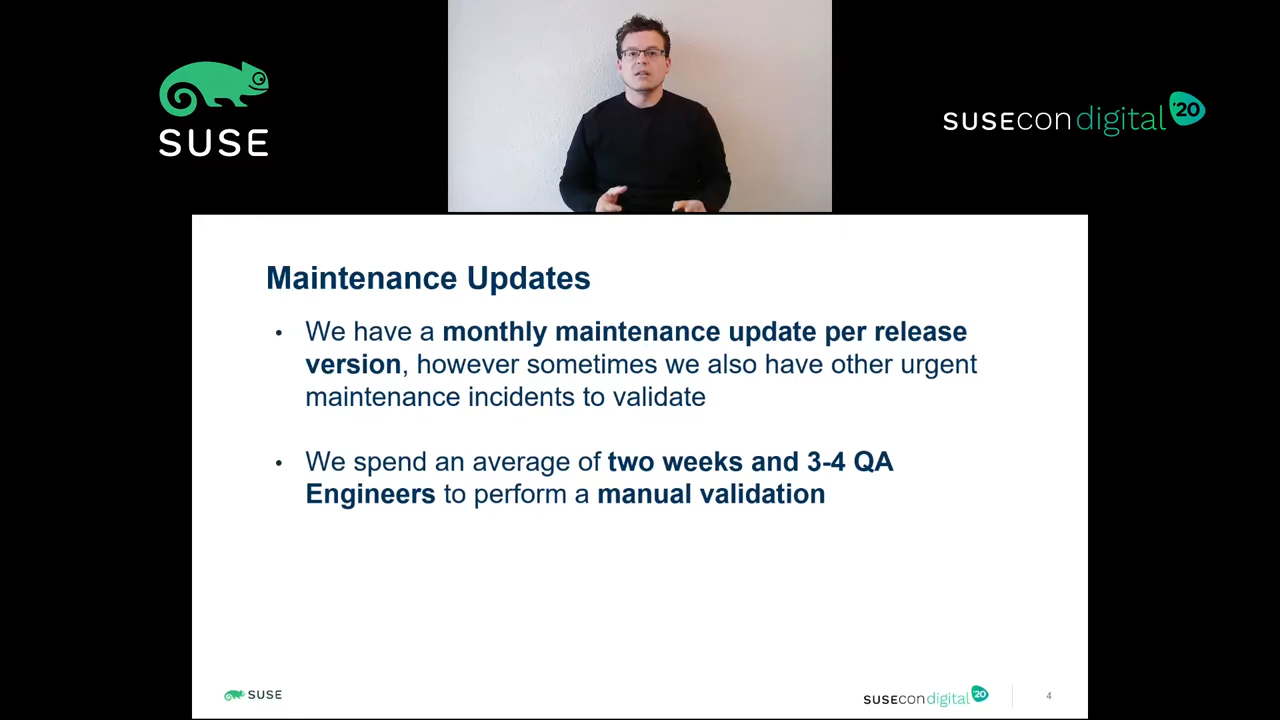 SUSE
SUSEcon digital '20
Maintenance Updates
• We have a monthly maintenance update per release
version, however sometimes we also have other urgent
maintenance incidents to validate
• We spend an average of two weeks and 3-4 QA
Engineers to perform a manual validation
SUSE
SUSEcon digital '20
4